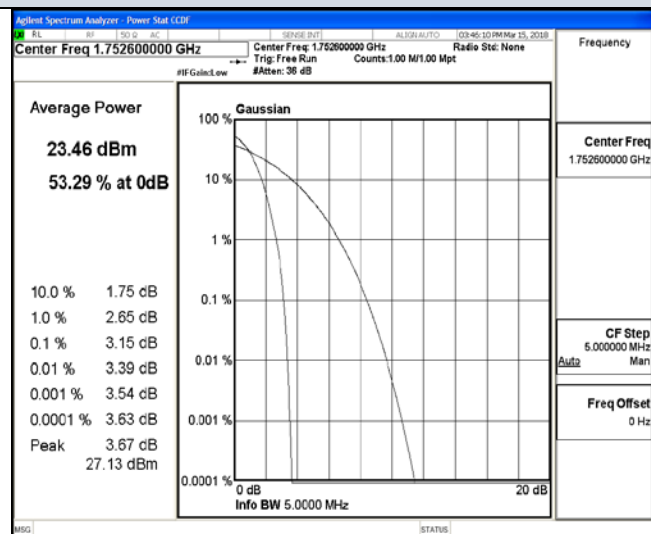 Agilent Spectrum Analyzer - Power Stat CCDF
RL RF 50 Ω AC SENSE:INT ALIGN AUTO 03:46:10 PM Mar 15, 2018
Center Freq 1.752600000 GHz
Center Freq: 1.752600000 GHz Radio Std: None
Trig: Free Run Counts:1.00 M/1.00 Mpt
#IFGain:Low #Atten: 36 dB
Frequency
Average Power
23.46 dBm
53.29 % at 0dB
10.0 % 1.75 dB
1.0 % 2.65 dB
0.1 % 3.15 dB
0.01 % 3.39 dB
0.001 % 3.54 dB
0.0001 % 3.63 dB
Peak 3.67 dB
27.13 dBm
Gaussian
100 %
10 %
1 %
0.1 %
0.01 %
0.001 %
0.0001 %
0 dB 20 dB
Info BW 5.0000 MHz
Center Freq
1.752600000 GHz
CF Step
5.000000 MHz
Auto Man
Freq Offset
0 Hz
MSG STATUS